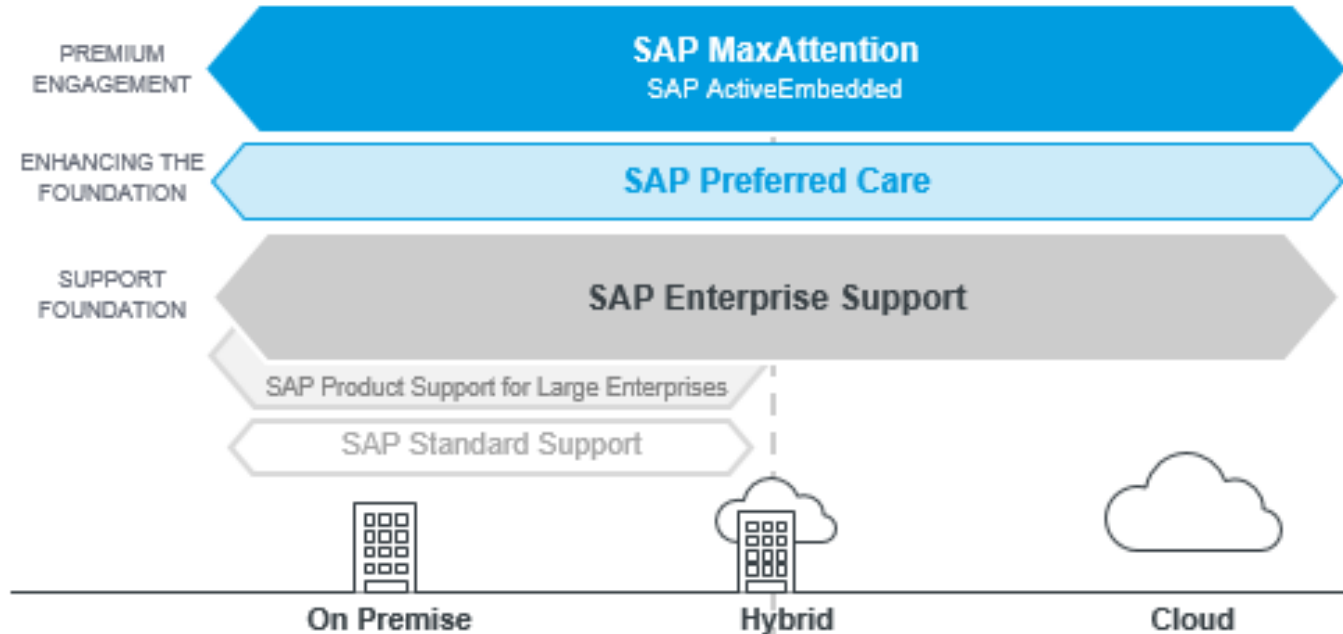 PREMIUM
ENGAGEMENT
SAP MaxAttention
SAP ActiveEmbedded
ENHANCING THE
FOUNDATION
SAP Preferred Care
SUPPORT
FOUNDATION
SAP Enterprise Support
SAP Product Support for Large Enterprises
SAP Standard Support
On Premise
Hybrid
Cloud